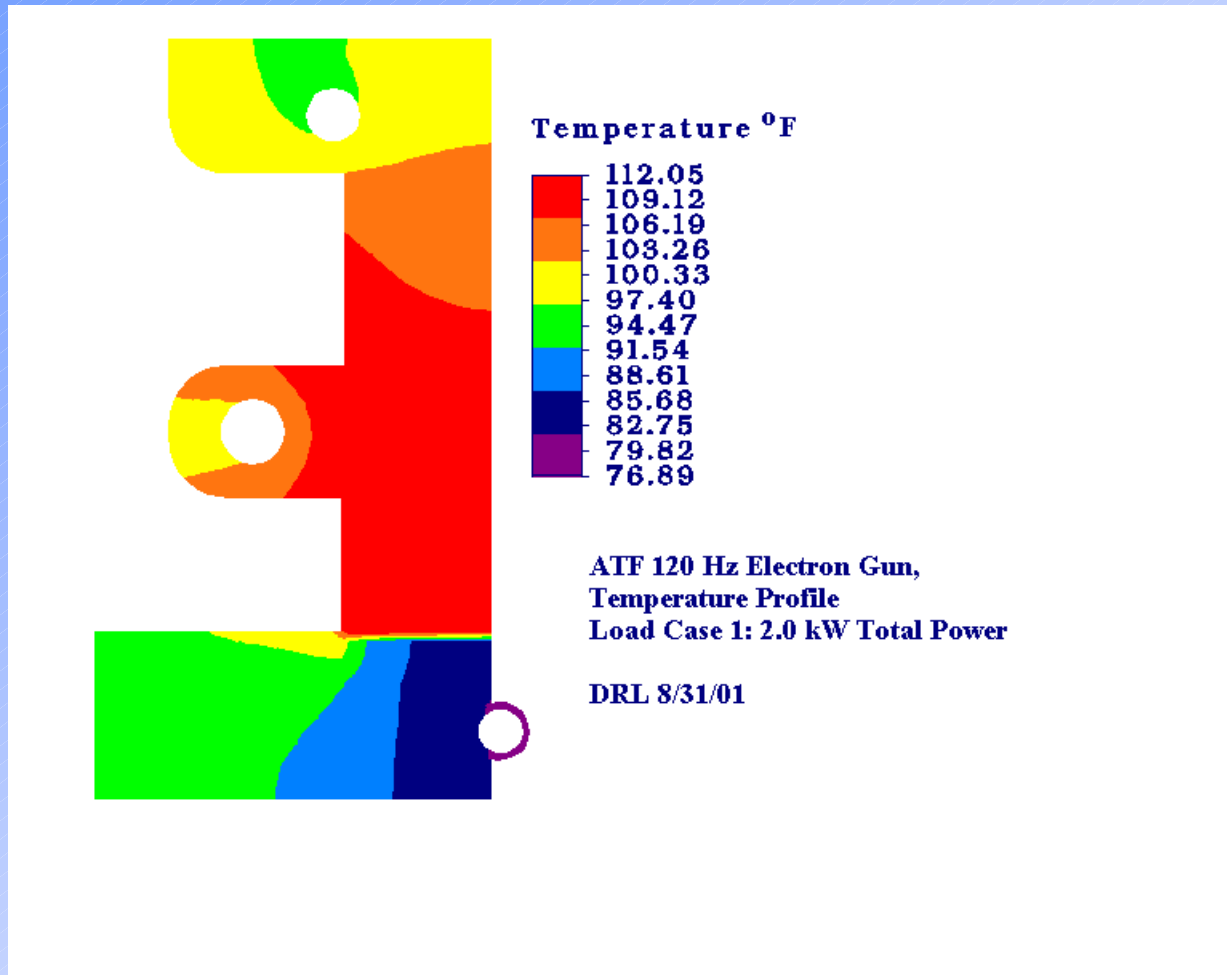 Temperature °F
112.05
109.12
106.19
103.26
100.33
97.40
94.47
91.54
88.61
85.68
82.75
79.82
76.89
ATF 120 Hz Electron Gun,
Temperature Profile
Load Case 1: 2.0 kW Total Power
DRL 8/31/01